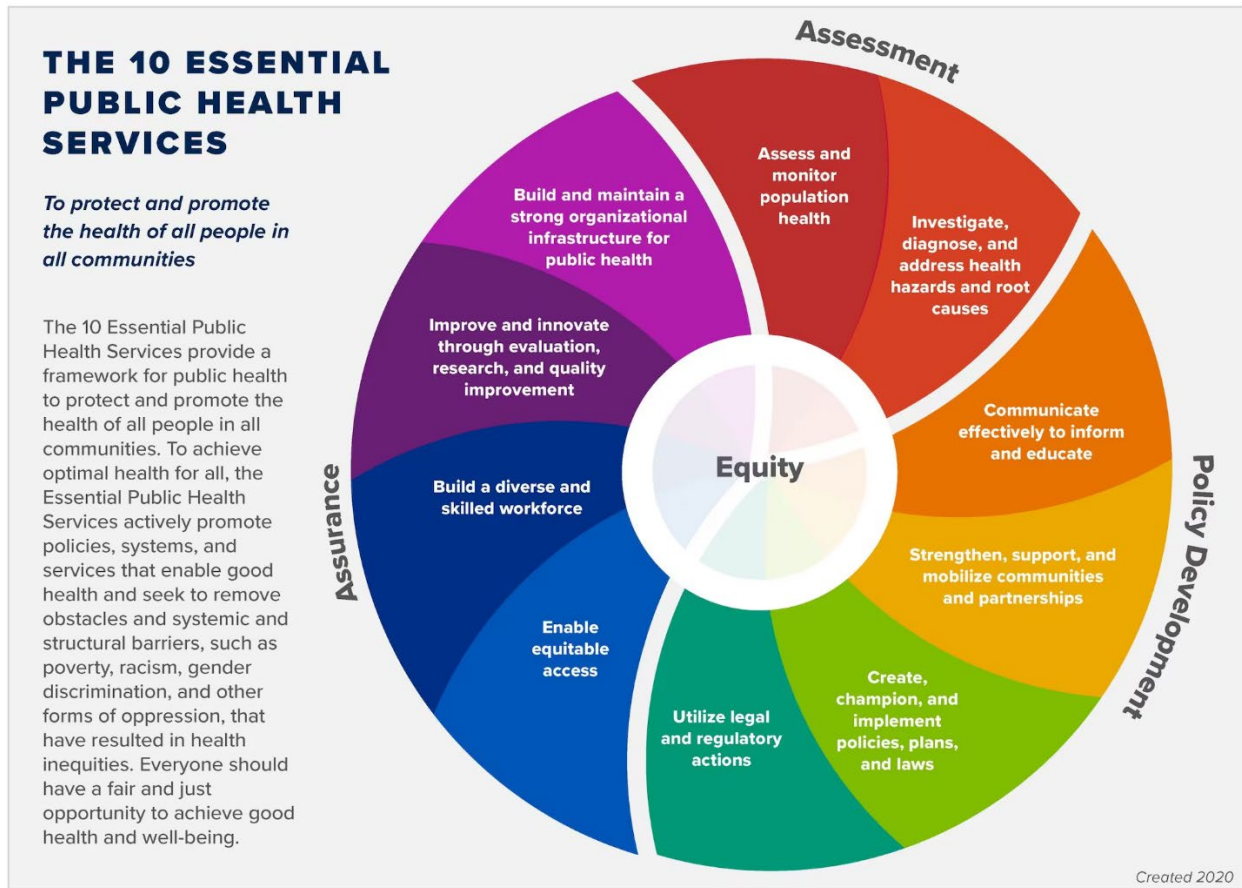 THE 10 ESSENTIAL
PUBLIC HEALTH
SERVICES
To protect and promote
the health of all people in
all communities
The 10 Essential Public
Health Services provide a
framework for public health
to protect and promote the
health of all people in all
communities. To achieve
optimal health for all, the
Essential Public Health
Services actively promote
policies, systems, and
services that enable good
health and seek to remove
obstacles and systemic and
structural barriers, such as
poverty, racism, gender
discrimination, and other
forms of oppression, that
have resulted in health
inequities. Everyone should
have a fair and just
opportunity to achieve good
health and well-being.
Assessment
Assess and
monitor
population
health
Investigate,
diagnose, and
address health
hazards and root
causes
Policy Development
Communicate
effectively to inform
and educate
Strengthen, support, and
mobilize communities
and partnerships
Create,
champion, and
implement
policies, plans,
and laws
Utilize legal
and regulatory
actions
Assurance
Enable
equitable
access
Build a diverse and
skilled workforce
Improve and innovate
through evaluation,
research, and quality
improvement
Build and maintain a
strong organizational
infrastructure for
public health
Equity
Created 2020